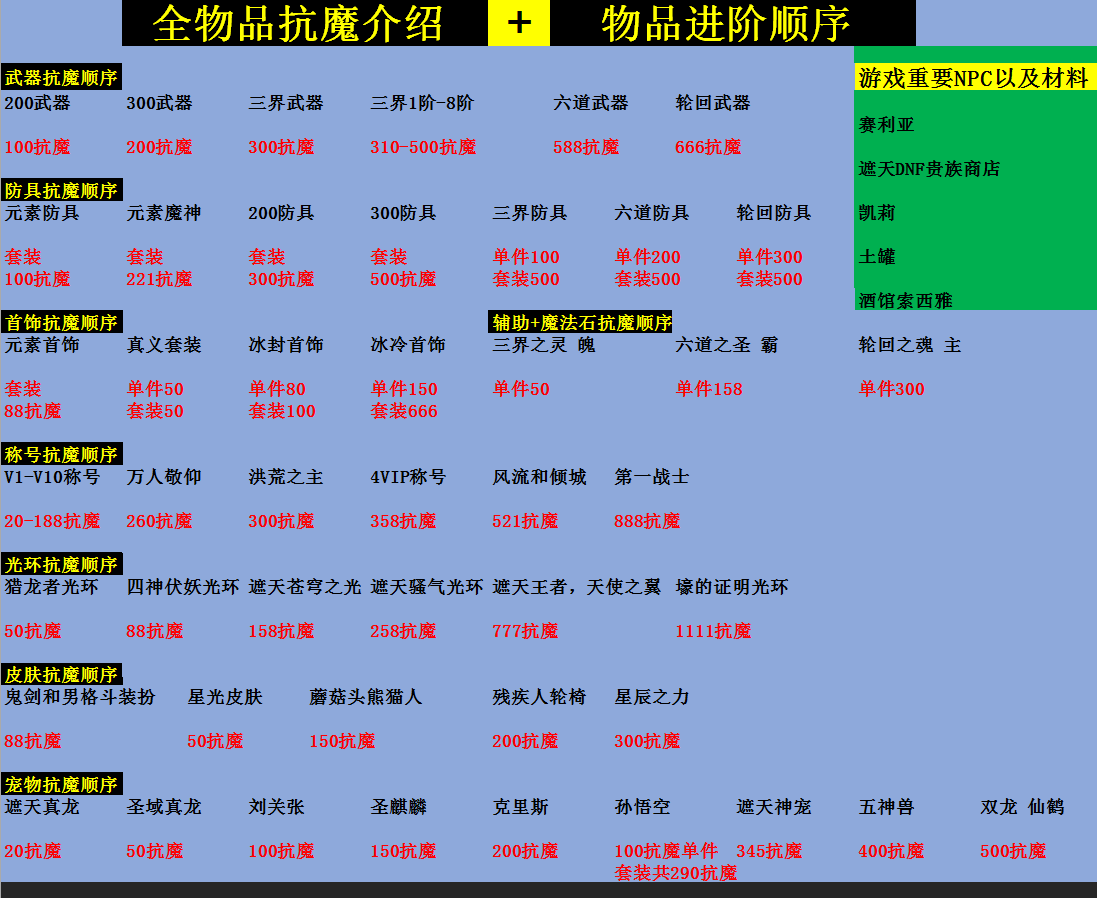 全物品抗魔介绍 + 物品进阶顺序
武器抗魔顺序
200武器 300武器 三界武器 三界1阶-8阶 六道武器 轮回武器
100抗魔 200抗魔 300抗魔 310-500抗魔 588抗魔 666抗魔
防具抗魔顺序
元素防具 元素魔神 200防具 300防具 三界防具 六道防具 轮回防具
套装 套装 套装 套装 单件100 单件200 单件300
100抗魔 221抗魔 300抗魔 500抗魔 套装500 套装500 套装500
首饰抗魔顺序 辅助+魔法石抗魔顺序
元素首饰 真义套装 冰封首饰 冰冷首饰 三界之灵 魄 六道之圣 霸 轮回之魂 主
套装 单件50 单件80 单件150 单件50 单件158 单件300
88抗魔 套装50 套装100 套装666
称号抗魔顺序
V1-V10称号 万人敬仰 洪荒之主 4VIP称号 风流和倾城 第一战士
20-188抗魔 260抗魔 300抗魔 358抗魔 521抗魔 888抗魔
光环抗魔顺序
猎龙者光环 四神伏妖光环 遮天苍穹之光 遮天骚气光环 遮天王者，天使之翼 壕的证明光环
50抗魔 88抗魔 158抗魔 258抗魔 777抗魔 1111抗魔
皮肤抗魔顺序
鬼剑和男格斗装扮 星光皮肤 蘑菇头熊猫人 残疾人轮椅 星辰之力
88抗魔 50抗魔 150抗魔 200抗魔 300抗魔
宠物抗魔顺序
遮天真龙 圣域真龙 刘关张 圣麒麟 克里斯 孙悟空 遮天神宠 五神兽 双龙 仙鹤
20抗魔 50抗魔 100抗魔 150抗魔 200抗魔 100抗魔单件 345抗魔 400抗魔 500抗魔
套装共290抗魔
游戏重要NPC以及材料
赛利亚
遮天DNF贵族商店
凯莉
土罐
酒馆索西雅